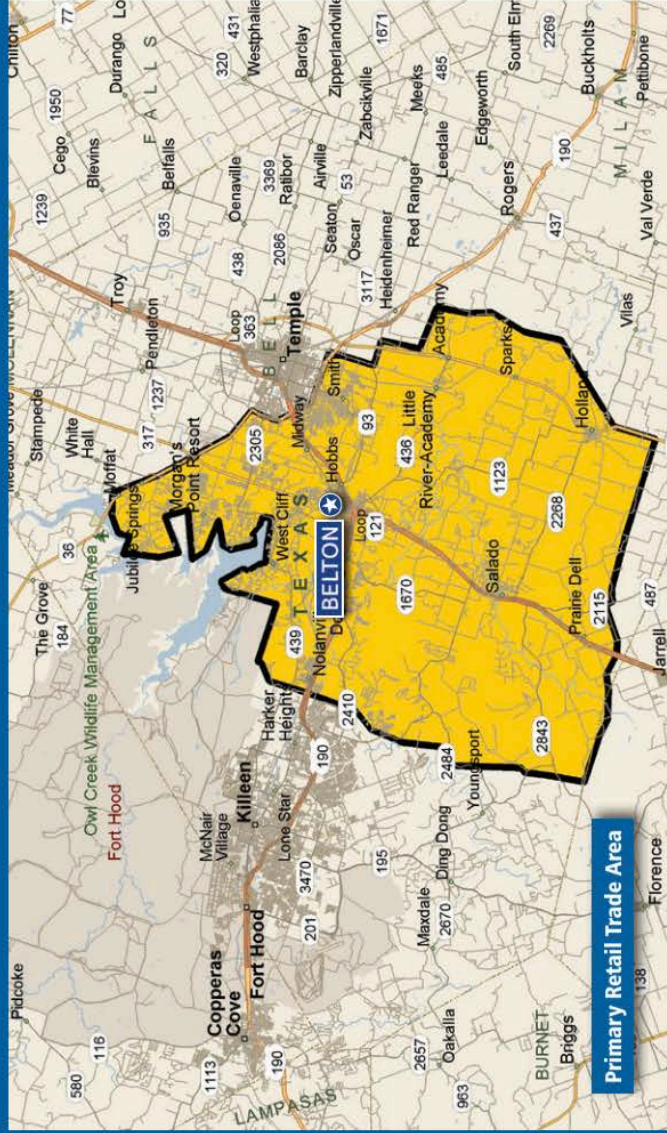 Pidcoke
580
116
The Grove
184
36
Stampede
White
Hall
Moffat
317
1237
Pendleton
Troy
1239
Cego
1950
Blevins
Durango
77
Chilton
FALLS
Belfalls
935
Owl Creek Wildlife Management Area
Fort Hood
Jubilee Springs
Morgan's
Point Resort
2305
Loop
363
Temple
BELL
438
Oenaville
2086
3369
Ratibor
320
431
Westphalia
Barclay
Airville
53
Zipperlandville
1671
Copperas
Cove
1113
190
Fort Hood
McNair
Village
Killeen
Lone Star
3470
201
Harker
Heights
190
439
West Cliff
TEXAS
BELTON
Midway
Hobbs
Smith
93
Loop
121
Seaton
Oscar
Heidenheimer
3117
Zabcikville
Meeks
485
Red Ranger
Leedale
Edgeworth
2269
LAMPASAS
195
2410
1670
436
Little
River-Academy
Academy
Rogers
190
Buckholts
Pettibone
MILAM
2657
Oakalla
963
Maxdale
2670
Ding Dong
2484
Youngsport
2843
Salado
1123
2268
Sparks
Holland
437
Val Verde
Vilas
Prairie Dell
2115
487
Jarrell
BURNET
Briggs
138
Florence
Primary Retail Trade Area